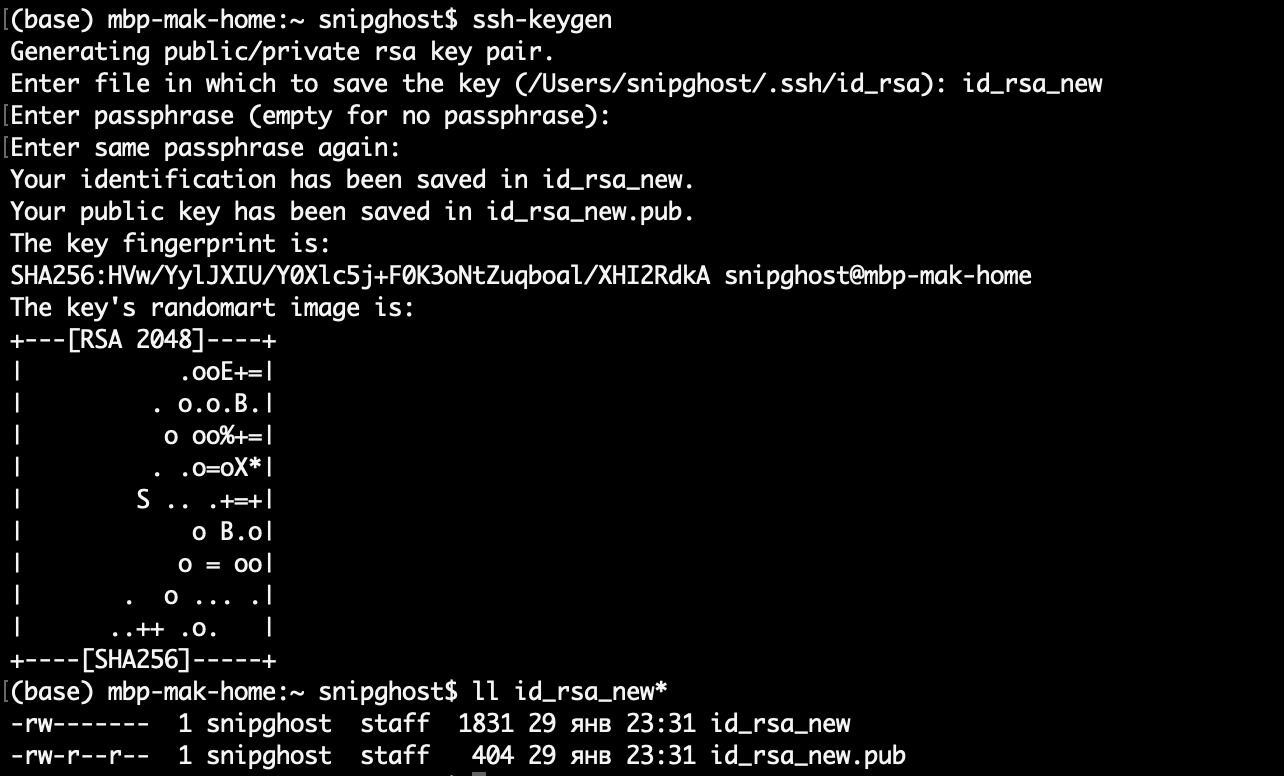 (base) mbp-mak-home:~ snipghost$ ssh-keygen
Generating public/private rsa key pair.
Enter file in which to save the key (/Users/snipghost/.ssh/id_rsa): id_rsa_new
Enter passphrase (empty for no passphrase):
Enter same passphrase again:
Your identification has been saved in id_rsa_new.
Your public key has been saved in id_rsa_new.pub.
The key fingerprint is:
SHA256:HVw/YylJXIU/Y0Xlc5j+F0K3oNtZuqboal/XHI2RdkA snipghost@mbp-mak-home
The key's randomart image is:
+---[RSA 2048]----+
|           .ooE+=|
|         . o.o.B.|
|          o oo%+=|
|         . .o=oX*|
|        S .. .+=+|
|            o B.o|
|           o = oo|
|       .  o ... .|
|      ..++ .o.   |
+----[SHA256]-----+
(base) mbp-mak-home:~ snipghost$ ll id_rsa_new*
-rw-------  1 snipghost  staff  1831 29 янв 23:31 id_rsa_new
-rw-r--r--  1 snipghost  staff   404 29 янв 23:31 id_rsa_new.pub